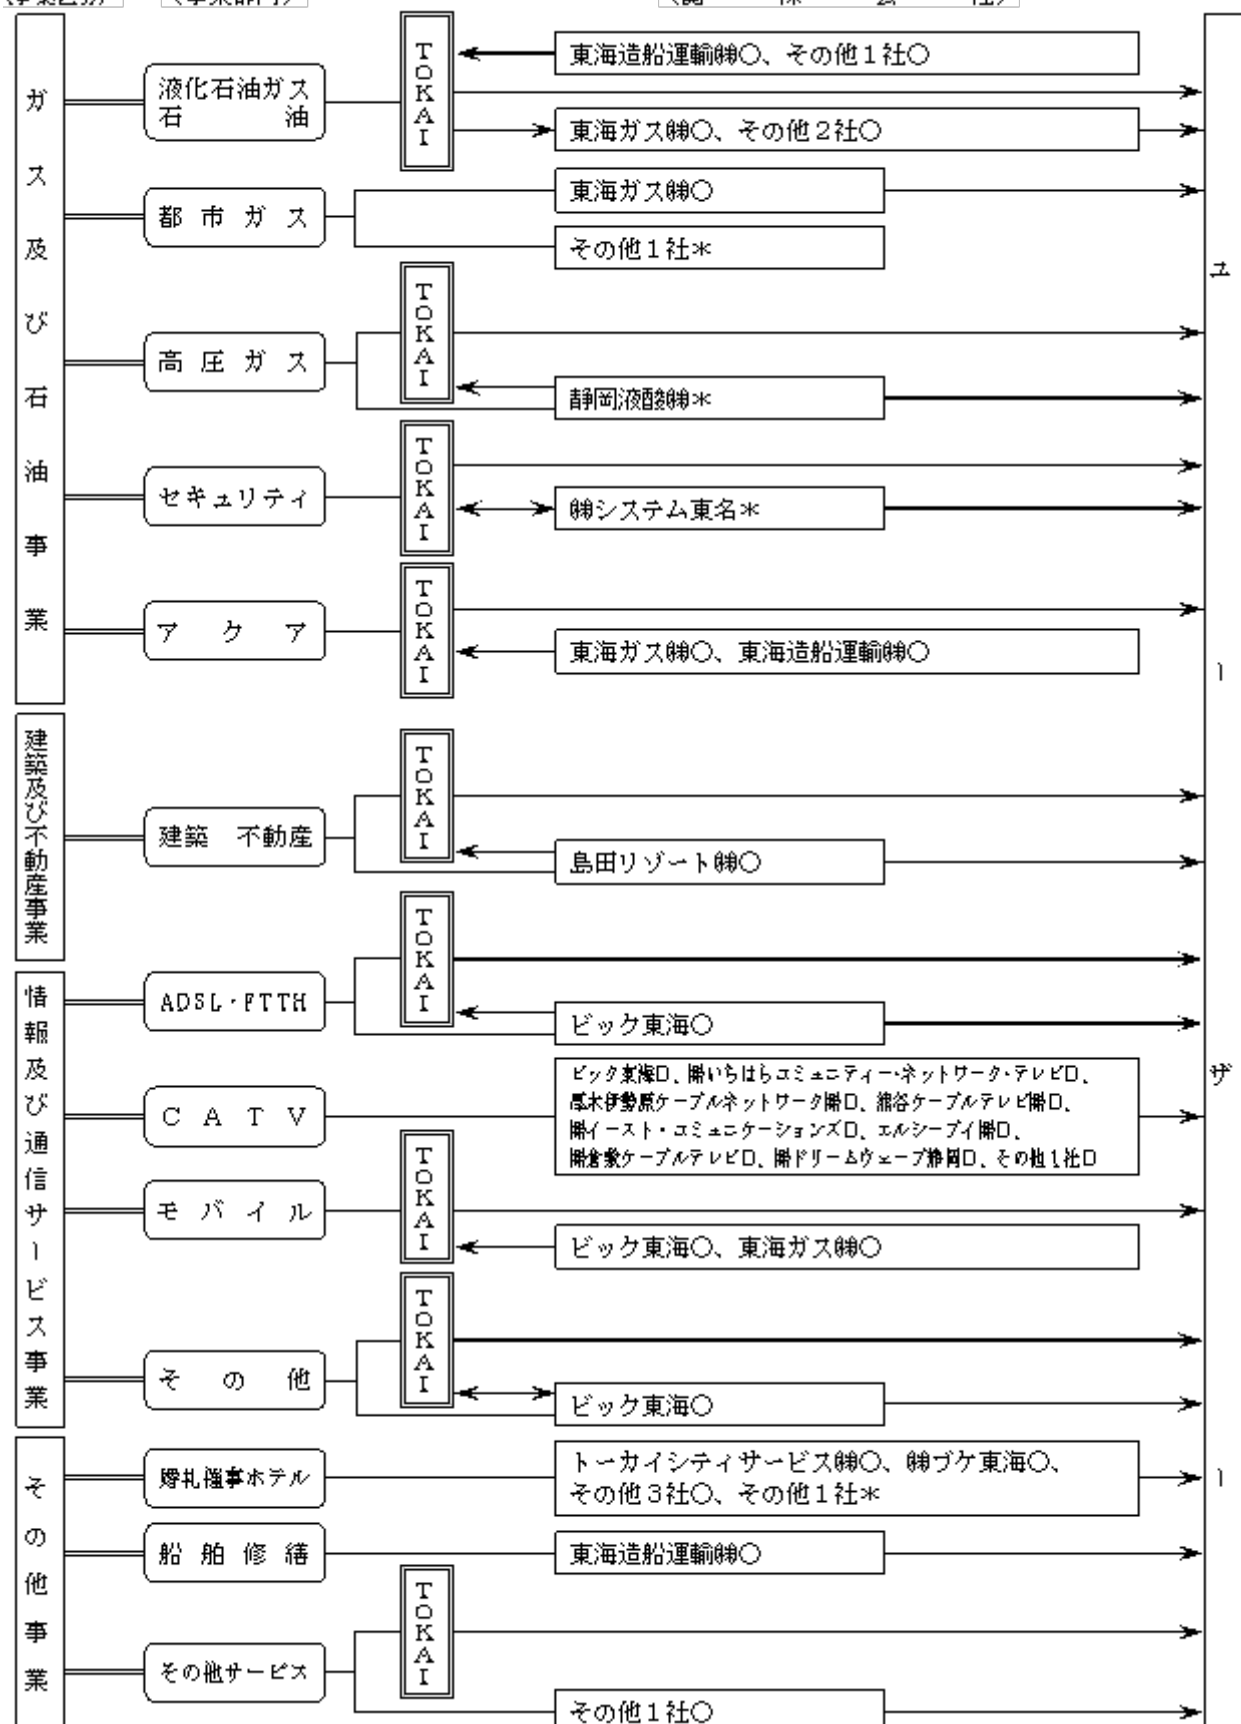 ガス及び石油事業
液化石油ガス
石油
TOKAI
東海造船運輸㈱○、その他1社○
東海ガス㈱○、その他2社○
都市ガス
東海ガス㈱○
その他1社＊
高圧ガス
TOKAI
静岡液酸㈱＊
セキュリティ
TOKAI
㈱システム東名＊
アクア
TOKAI
東海ガス㈱○、東海造船運輸㈱○
建築及び不動産事業
建築 不動産
TOKAI
島田リゾート㈱○
情報及び通信サービス事業
ADSL・FTTH
TOKAI
ビック東海○
CATV
ビック東海□、㈱いちはらコミュニティー・ネットワーク・テレビ□、
厚木伊勢原ケーブルネットワーク㈱□、熊谷ケーブルテレビ㈱□、
㈱イースト・コミュニケーションズ□、エルシーブイ㈱□、
㈱倉敷ケーブルテレビ□、㈱ドリームウェーブ静岡□、その他1社□
モバイル
TOKAI
ビック東海○、東海ガス㈱○
その他
TOKAI
ビック東海○
その他事業
婚礼催事ホテル
トーカイシティサービス㈱○、㈱ブケ東海○、
その他3社○、その他1社＊
船舶修繕
東海造船運輸㈱○
その他サービス
TOKAI
その他1社○
ユーザー